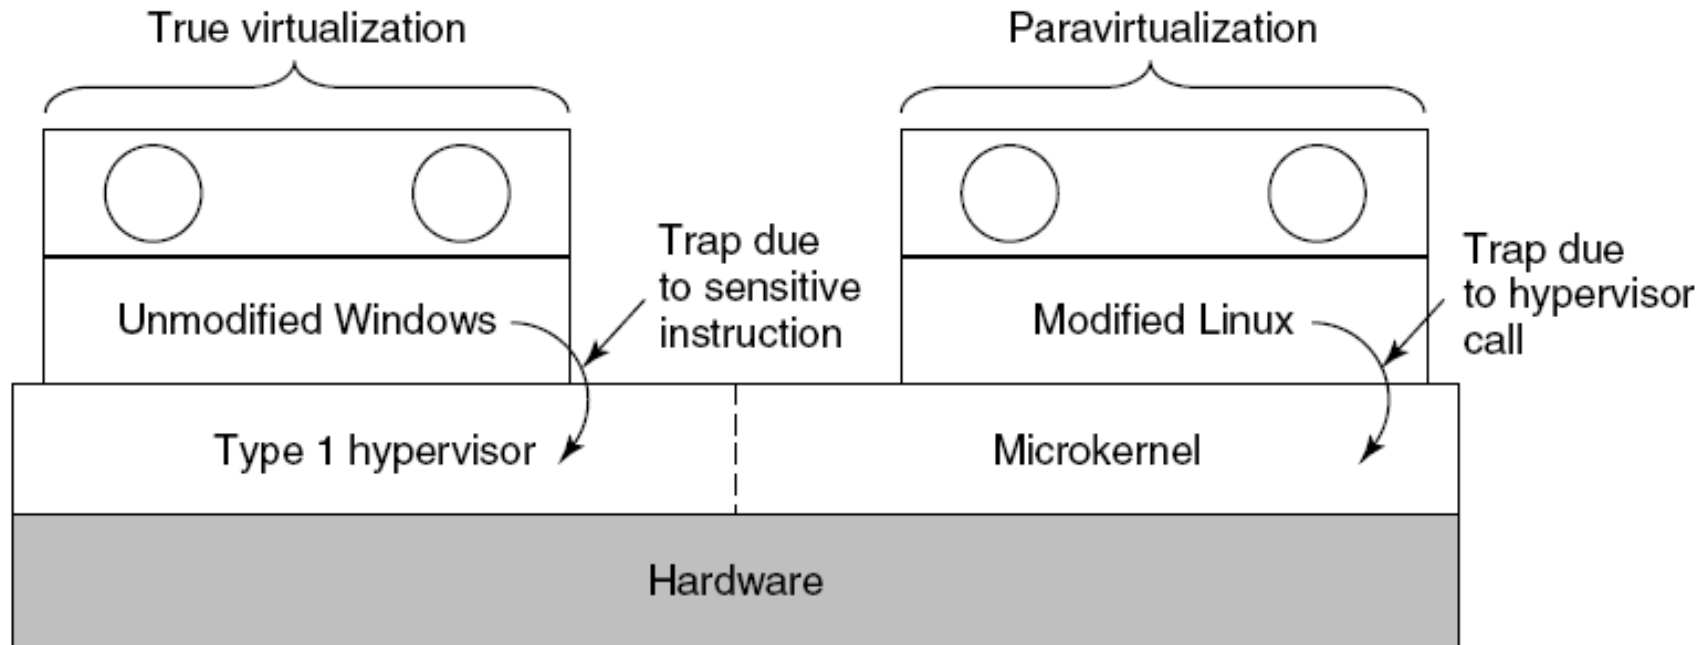 True virtualization
Paravirtualization
Trap due
to sensitive
instruction
Trap due
to hypervisor
call
Unmodified Windows
Modified Linux
Type 1 hypervisor
Microkernel
Hardware